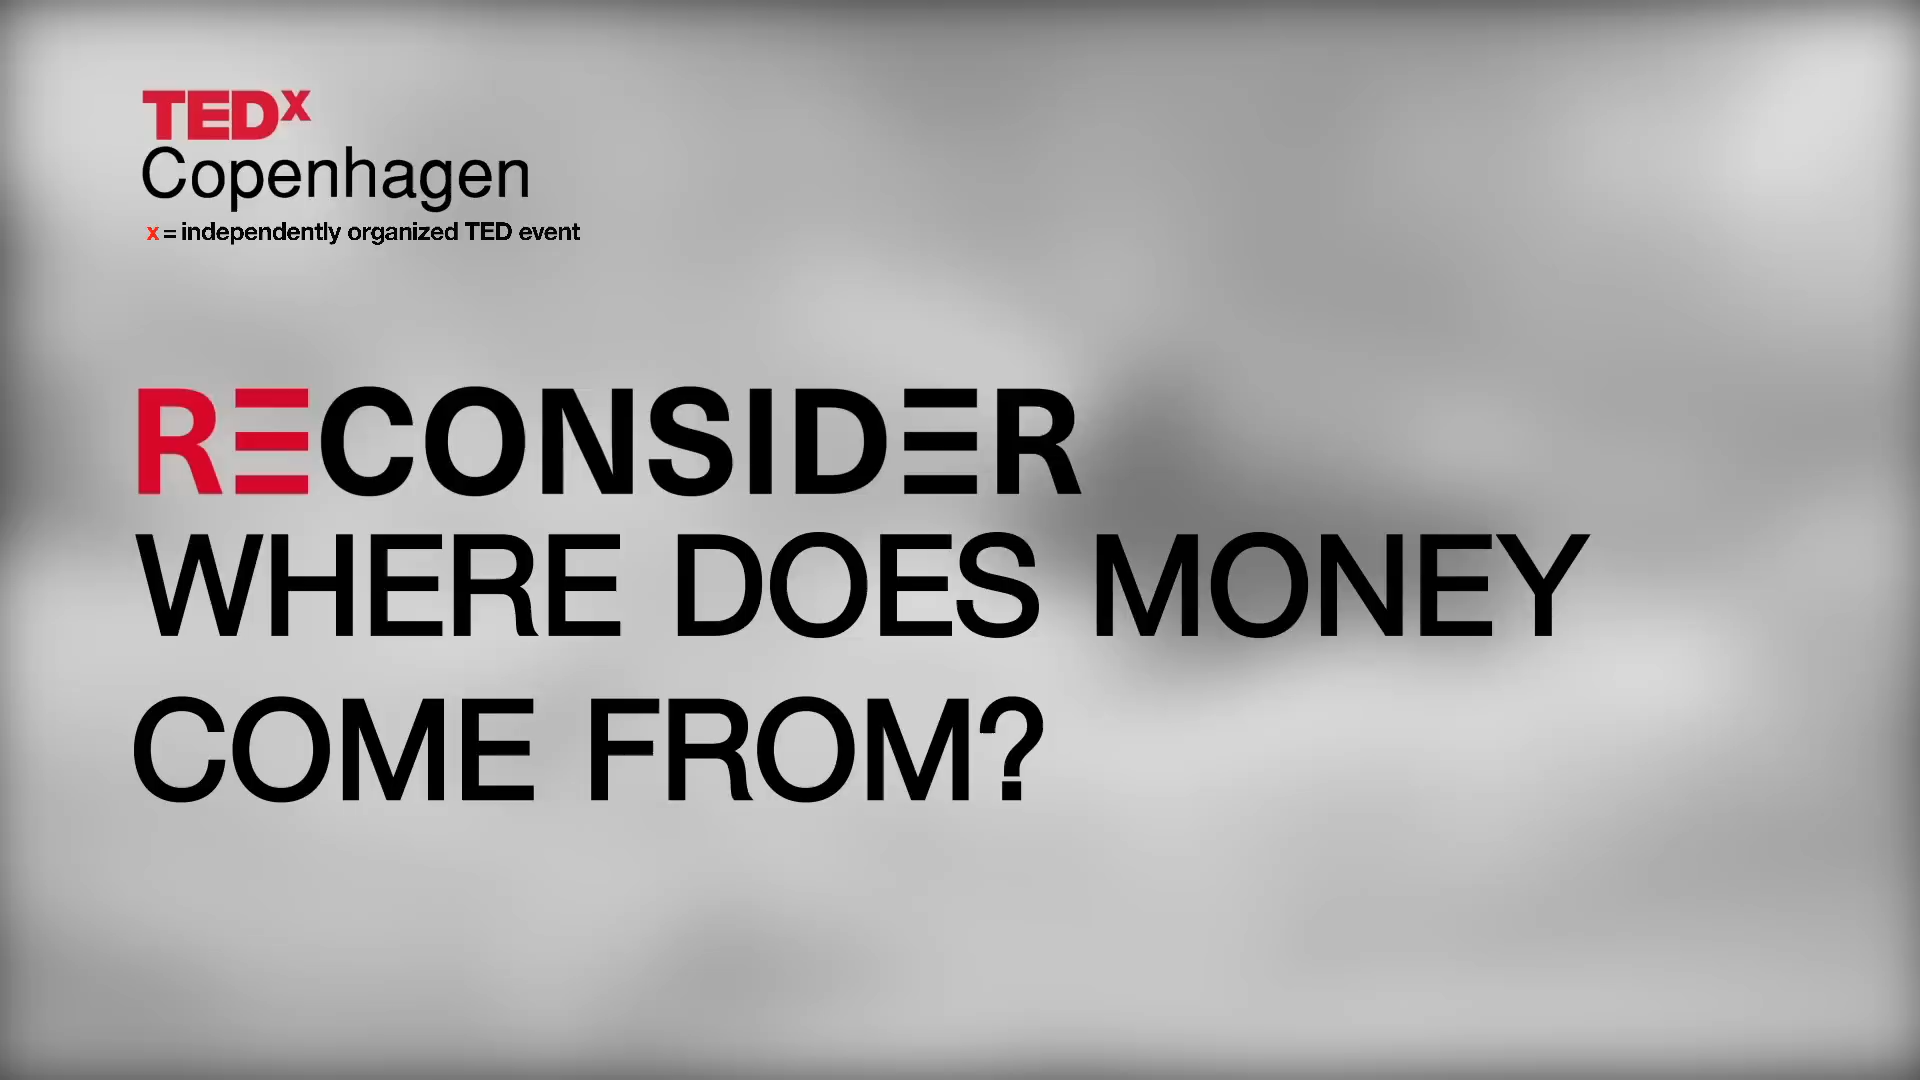 TEDx
Copenhagen
x = independently organized TED event
RECONSIDER
WHERE DOES MONEY
COME FROM?